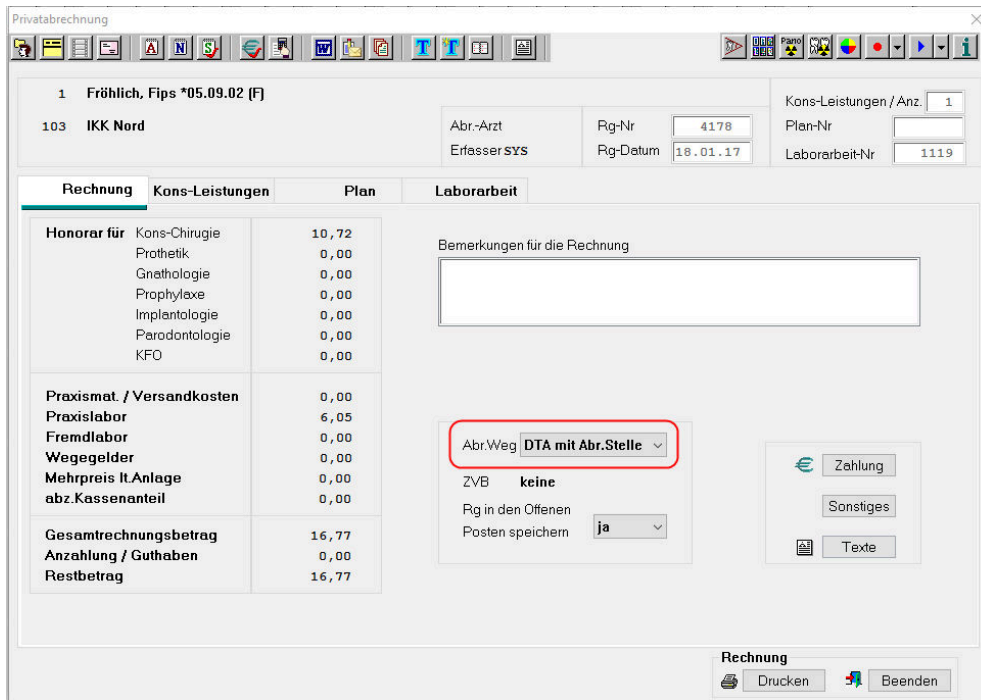 Privatabrechnung
A N S W T T Pano i
1 Fröhlich, Fips *05.09.02 (F)
103 IKK Nord
Abr.-Arzt
Erfasser SYS
Rg-Nr 4178
Rg-Datum 18.01.17
Kons-Leistungen / Anz. 1
Plan-Nr
Laborarbeit-Nr 1119
Rechnung Kons-Leistungen Plan Laborarbeit
Honorar für Kons-Chirugie 10,72
Prothetik 0,00
Gnathologie 0,00
Prophylaxe 0,00
Implantologie 0,00
Parodontologie 0,00
KFO 0,00
Praxismat. / Versandkosten 0,00
Praxislabor 6,05
Fremdlabor 0,00
Wegegelder 0,00
Mehrpreis lt.Anlage 0,00
abz.Kassenanteil 0,00
Gesamtrechnungsbetrag 16,77
Anzahlung / Guthaben 0,00
Restbetrag 16,77
Bemerkungen für die Rechnung
Abr.Weg DTA mit Abr.Stelle
ZVB keine
Rg in den Offenen
Posten speichern ja
€ Zahlung
Sonstiges
Texte
Rechnung
Drucken Beenden